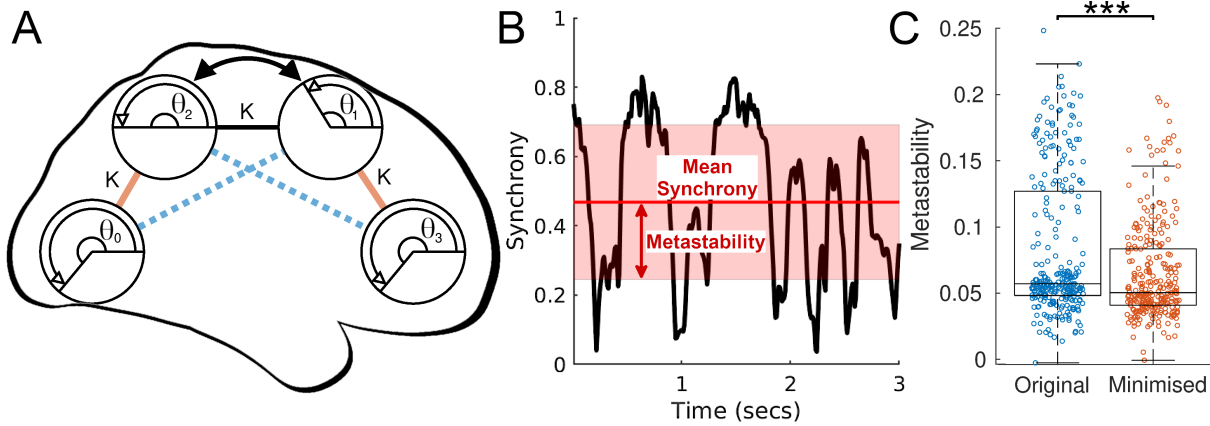 A
θ2
K
θ1
K
K
θ0
θ3
B
Synchrony
1
0.8
0.6
0.4
0.2
0
Mean
Synchrony
Metastability
1
2
3
Time (secs)
C
***
Metastability
0.25
0.2
0.15
0.1
0.05
0
Original
Minimised